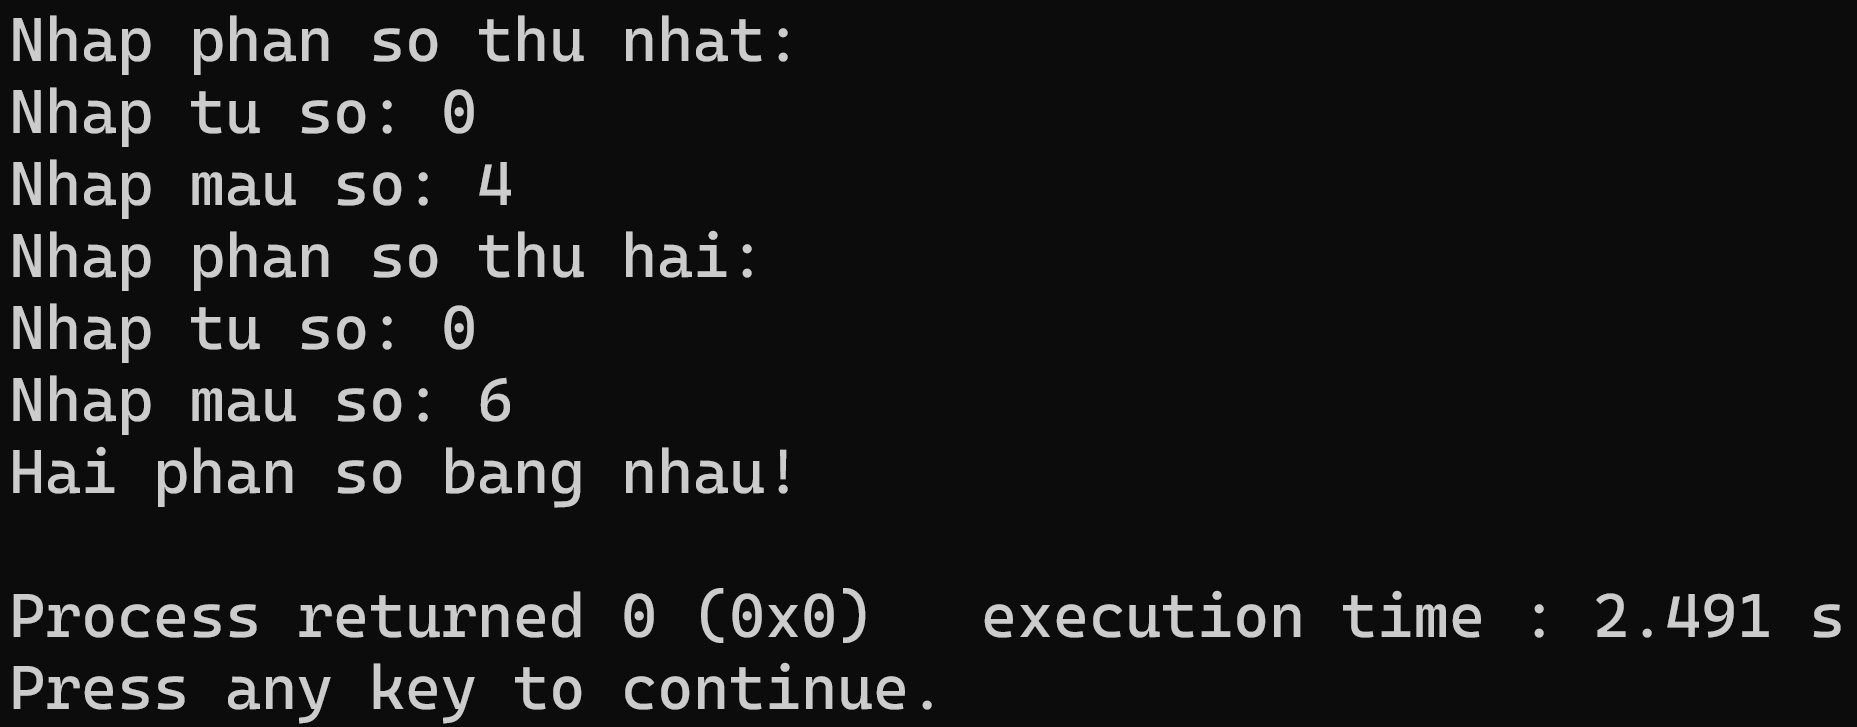 Nhap phan so thu nhat:
Nhap tu so: 0
Nhap mau so: 4
Nhap phan so thu hai:
Nhap tu so: 0
Nhap mau so: 6
Hai phan so bang nhau!
Process returned 0 (0x0)   execution time : 2.491 s
Press any key to continue.